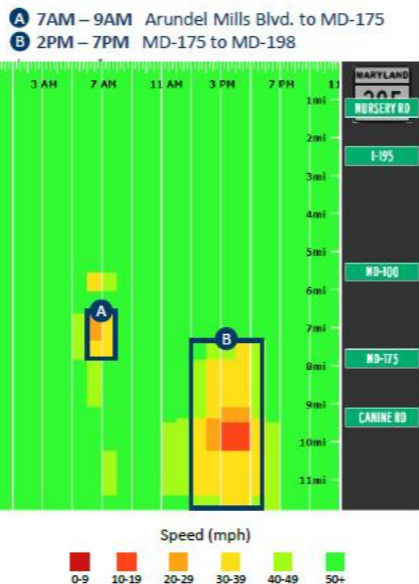 A 7AM – 9AM Arundel Mills Blvd. to MD-175
B 2PM – 7PM MD-175 to MD-198
3 AM 7 AM 11 AM 3 PM 7 PM 11
MARYLAND
1mi
NURSERY RD
2mi
I-195
3mi
4mi
5mi
MD-100
6mi
A
7mi
B
MD-175
8mi
9mi
CANINE RD
10mi
11mi
Speed (mph)
0-9 10-19 20-29 30-39 40-49 50+